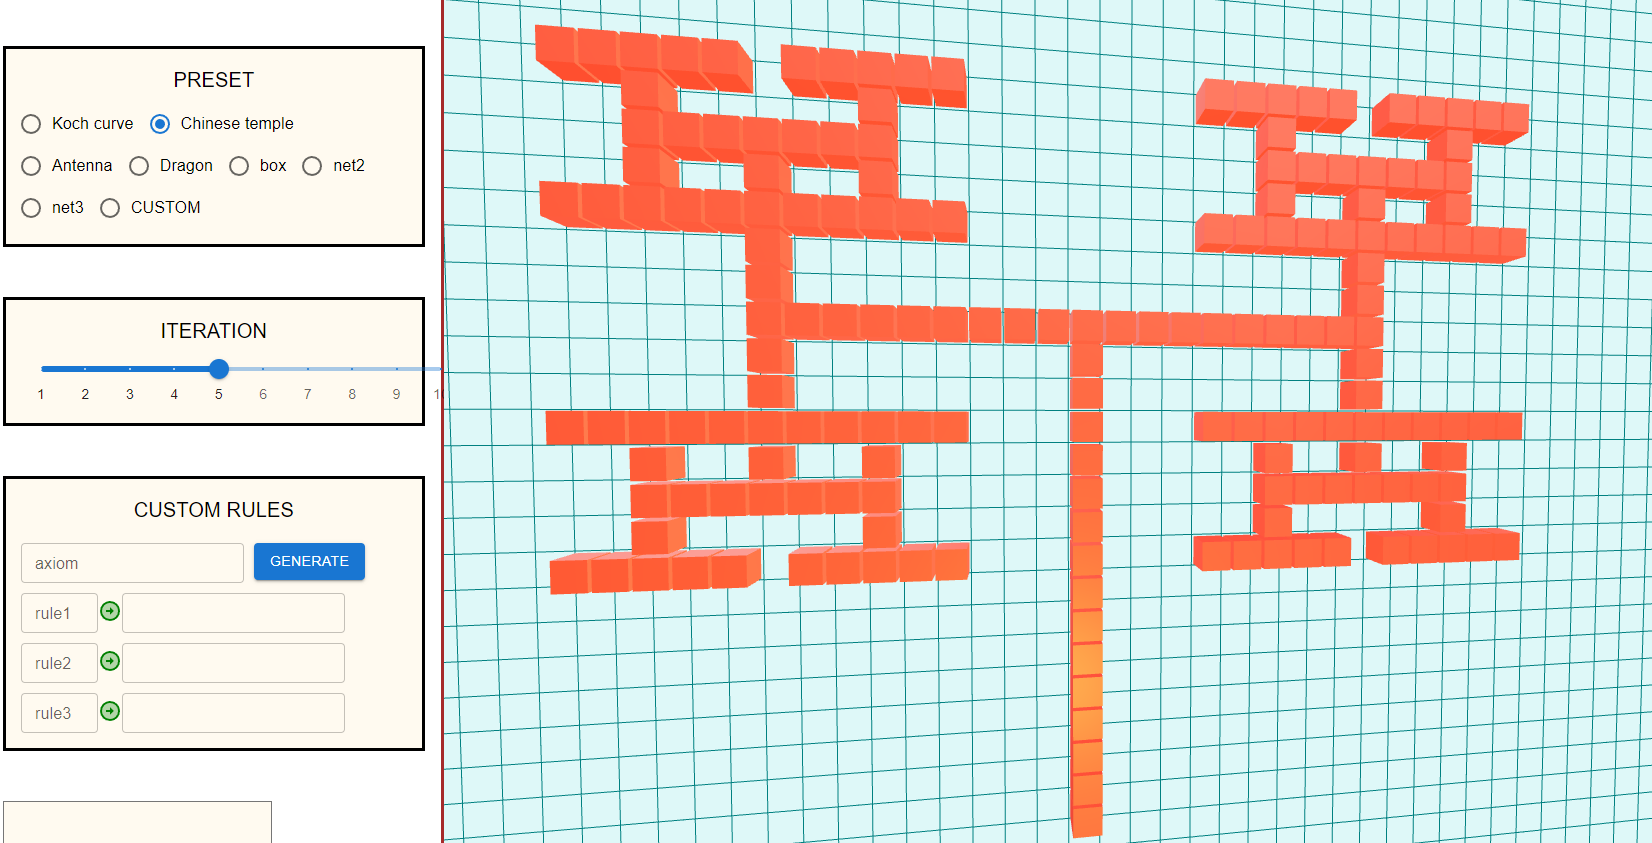 PRESET
Koch curve Chinese temple
Antenna Dragon box net2
net3 CUSTOM
ITERATION
1 2 3 4 5 6 7 8 9
CUSTOM RULES
axiom GENERATE
rule1
rule2
rule3